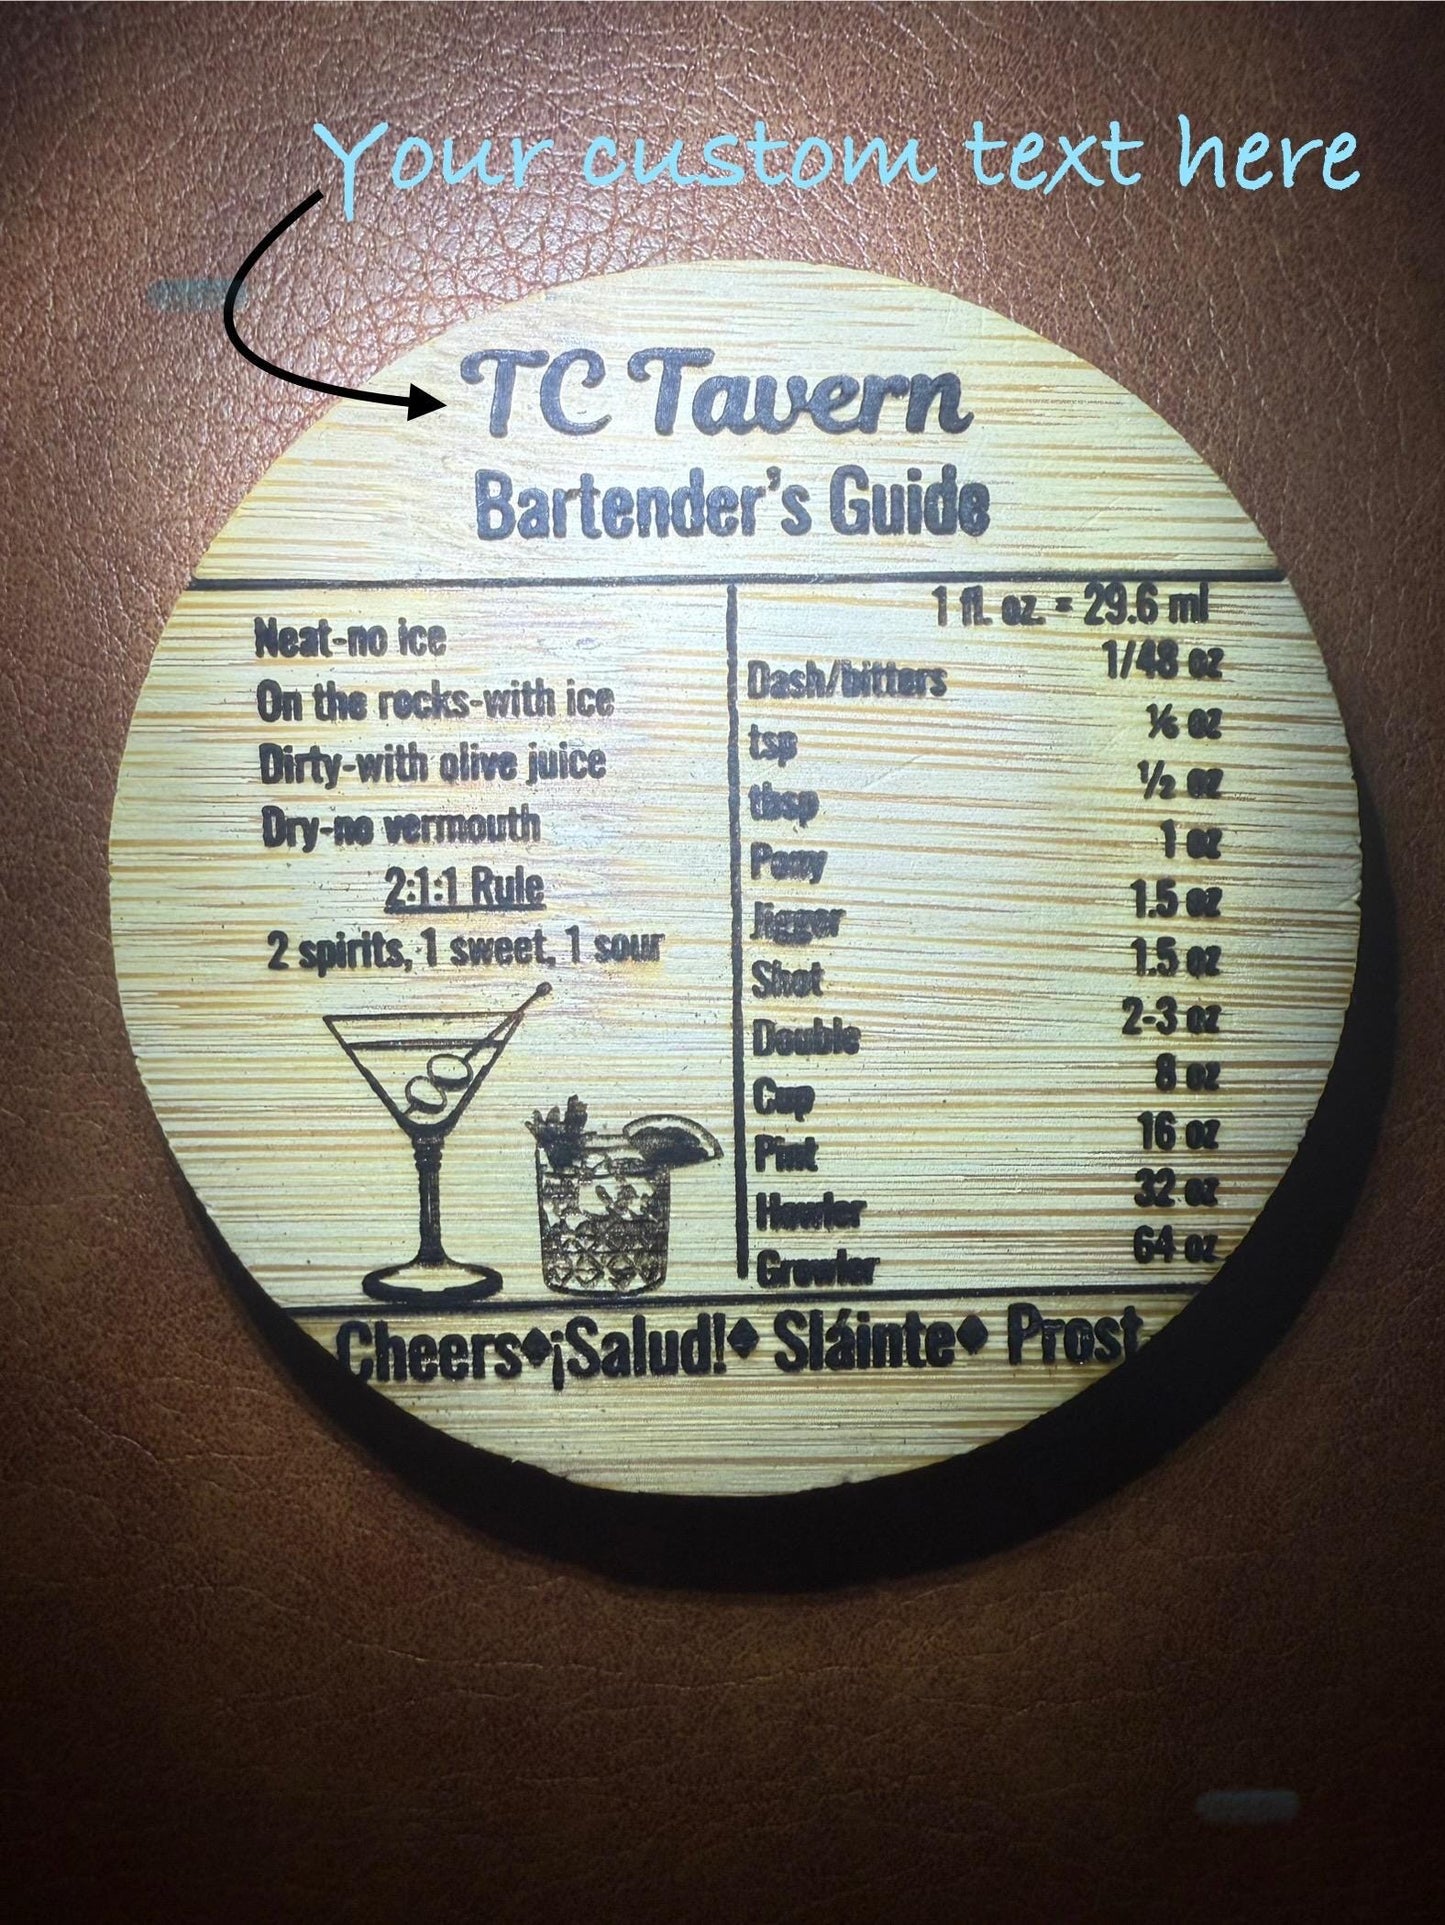 Your custom text here
TC Tavern
Bartender's Guide
Neat-no ice
On the rocks-with ice
Dirty-with olive juice
Dry-no vermouth
2:1:1 Rule
2 spirits, 1 sweet, 1 sour
1 fl. oz. = 29.6 ml
Dash/bitters 1/48 oz
tsp ⅙ oz
tbsp ½ oz
Pony 1 oz
Jigger 1.5 oz
Shot 1.5 oz
Double 2-3 oz
Cup 8 oz
Pint 16 oz
Howler 32 oz
Growler 64 oz
Cheers♦¡Salud!♦ Sláinte♦ Prost